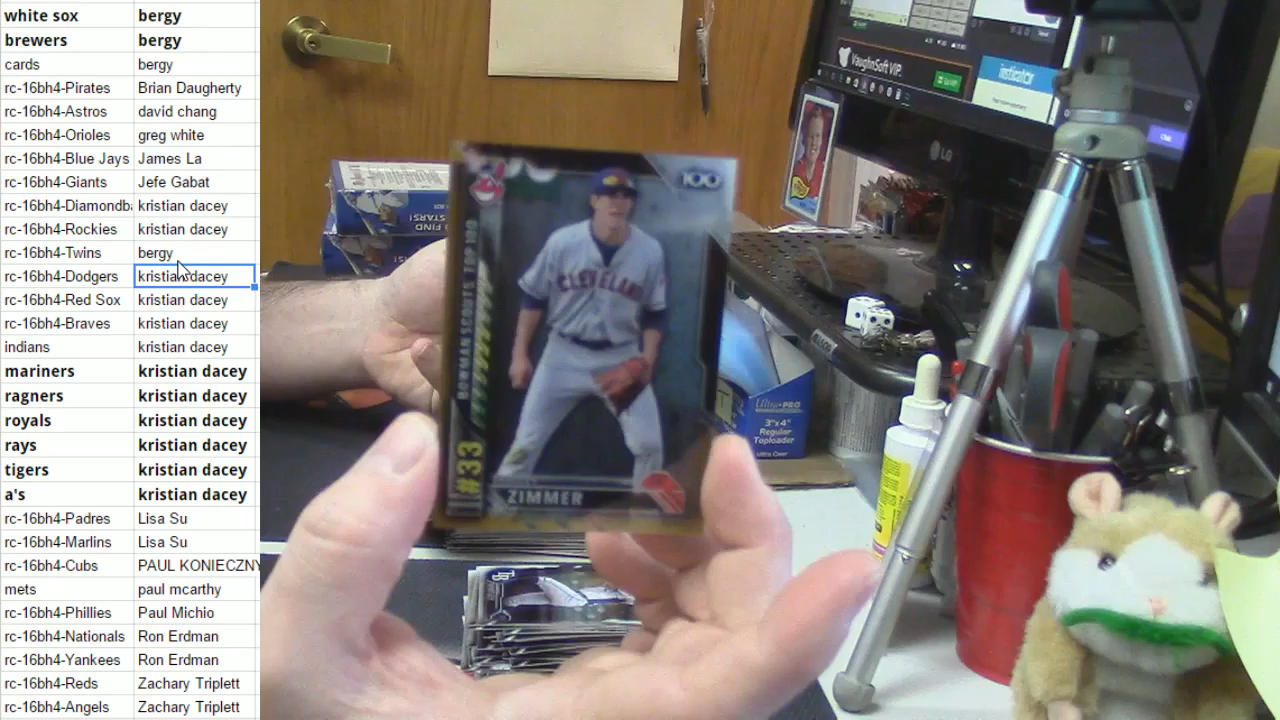 white sox bergy
brewers bergy
cards bergy
rc-16bh4-Pirates Brian Daugherty
rc-16bh4-Astros david chang
rc-16bh4-Orioles greg white
rc-16bh4-Blue Jays James La
rc-16bh4-Giants Jefe Gabat
rc-16bh4-Diamondba kristian dacey
rc-16bh4-Rockies kristian dacey
rc-16bh4-Twins bergy
rc-16bh4-Dodgers kristian dacey
rc-16bh4-Red Sox kristian dacey
rc-16bh4-Braves kristian dacey
indians kristian dacey
mariners kristian dacey
ragners kristian dacey
royals kristian dacey
rays kristian dacey
tigers kristian dacey
a's kristian dacey
rc-16bh4-Padres Lisa Su
rc-16bh4-Marlins Lisa Su
rc-16bh4-Cubs PAUL KONIECZNY
mets paul mcarthy
rc-16bh4-Phillies Paul Michio
rc-16bh4-Nationals Ron Erdman
rc-16bh4-Yankees Ron Erdman
rc-16bh4-Reds Zachary Triplett
rc-16bh4-Angels Zachary Triplett
100
BOWMAN SCOUTS TOP 100
#33
CLEVELAND
ZIMMER
VaughnSoft VIP.
insticator
LG
Ultra-PRO
3"x4"
Regular
Toploader
TB